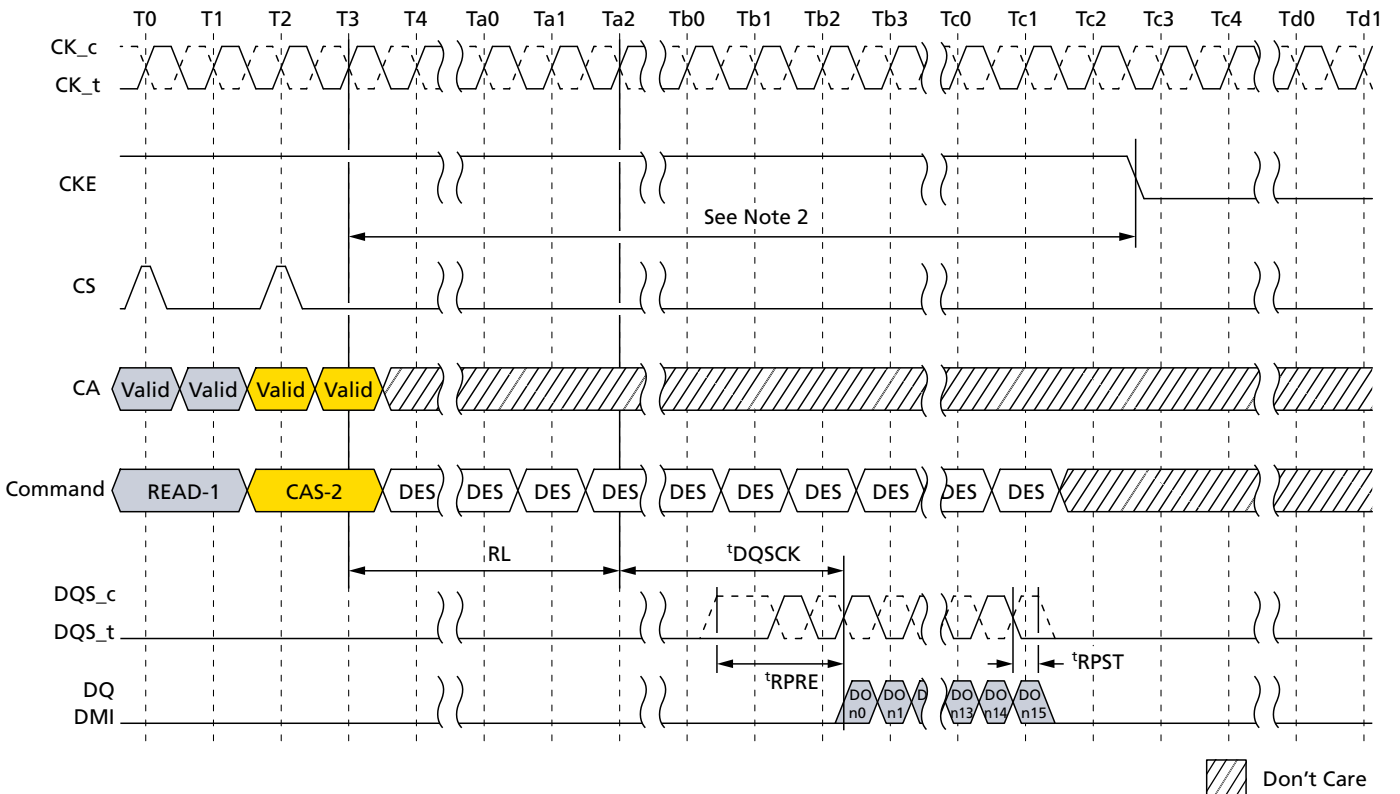 T0 T1 T2 T3 T4 Ta0 Ta1 Ta2 Tb0 Tb1 Tb2 Tb3 Tc0 Tc1 Tc2 Tc3 Tc4 Td0 Td1
CK_c
CK_t
CKE
See Note 2
CS
CA Valid Valid Valid Valid
Command READ-1 CAS-2 DES DES DES DES DES DES DES DES DES DES
RL tDQSCK
DQS_c
DQS_t
tRPRE tRPST
DQ
DMI
DO n0 DO n1 D DO n13 DO n14 DO n15
Don't Care